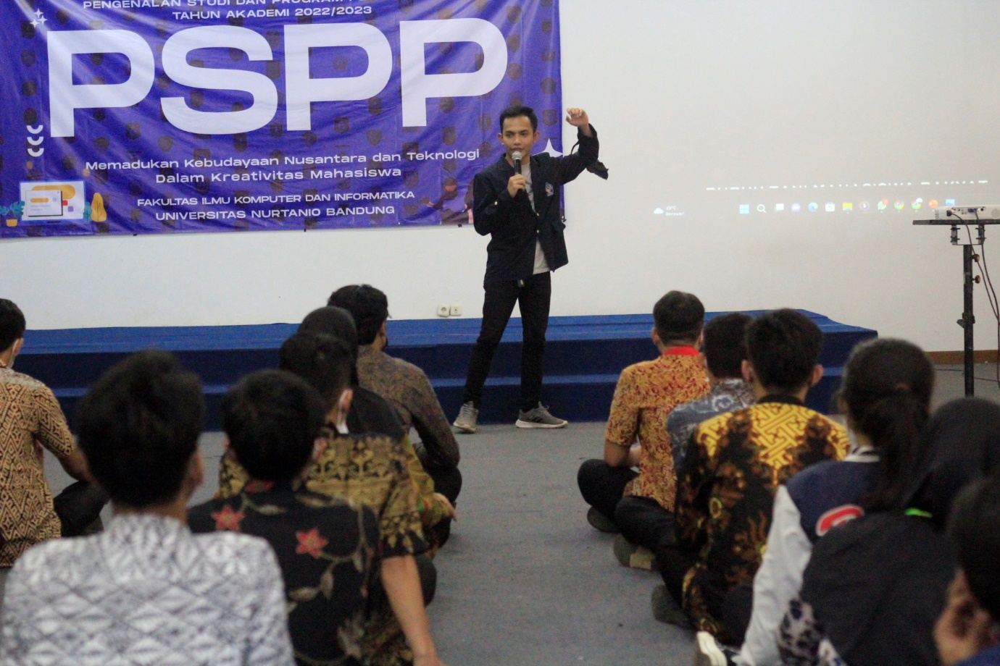 PENGENALAN STUDI DAN PROGRAM
TAHUN AKADEMI 2022/2023
PSPP
Memadukan Kebudayaan Nusantara dan Teknologi
Dalam Kreativitas Mahasiswa
FAKULTAS ILMU KOMPUTER DAN INFORMATIKA
UNIVERSITAS NURTANIO BANDUNG